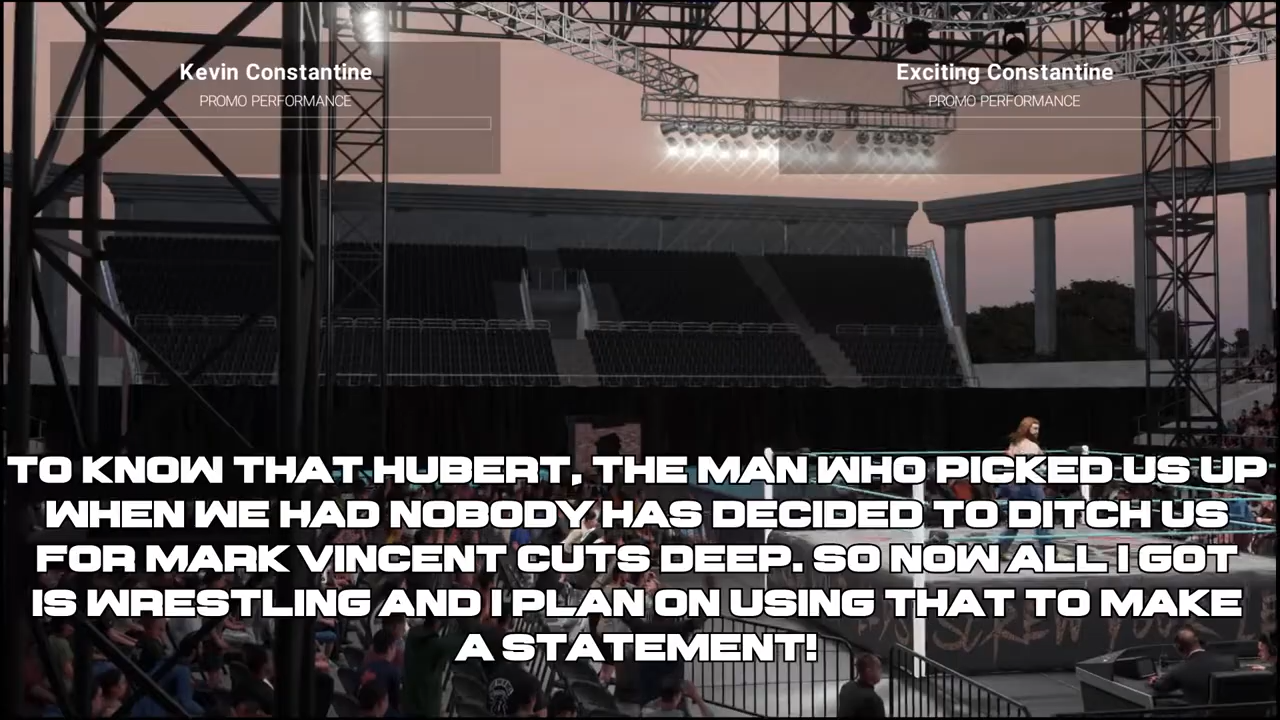 Kevin Constantine
PROMO PERFORMANCE
Exciting Constantine
PROMO PERFORMANCE
TO KNOW THAT HUBERT, THE MAN WHO PICKED US UP
WHEN WE HAD NOBODY HAS DECIDED TO DITCH US
FOR MARK VINCENT CUTS DEEP. SO NOW ALL I GOT
IS WRESTLING AND I PLAN ON USING THAT TO MAKE
A STATEMENT!
SCREW YOUR